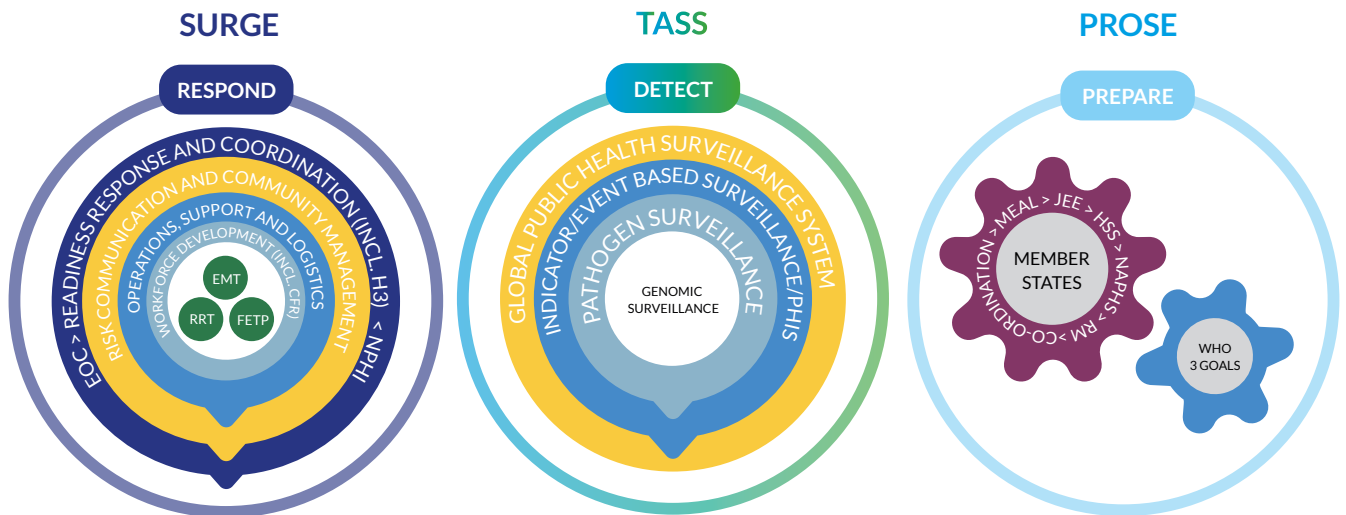 SURGE
RESPOND
EOC > READINESS RESPONSE AND COORDINATION (INCL. H3) < NPHI
RISK COMMUNICATION AND COMMUNITY MANAGEMENT
OPERATIONS, SUPPORT AND LOGISTICS
WORKFORCE DEVELOPMENT (INCL. CFR)
EMT
RRT
FETP
TASS
DETECT
GLOBAL PUBLIC HEALTH SURVEILLANCE SYSTEM
INDICATOR/EVENT BASED SURVEILLANCE/PHIS
PATHOGEN SURVEILLANCE
GENOMIC
SURVEILLANCE
PROSE
PREPARE
MEAL > JEE > HSS > NAPHS > RM > CO-ORDINATION >
MEMBER
STATES
WHO
3 GOALS